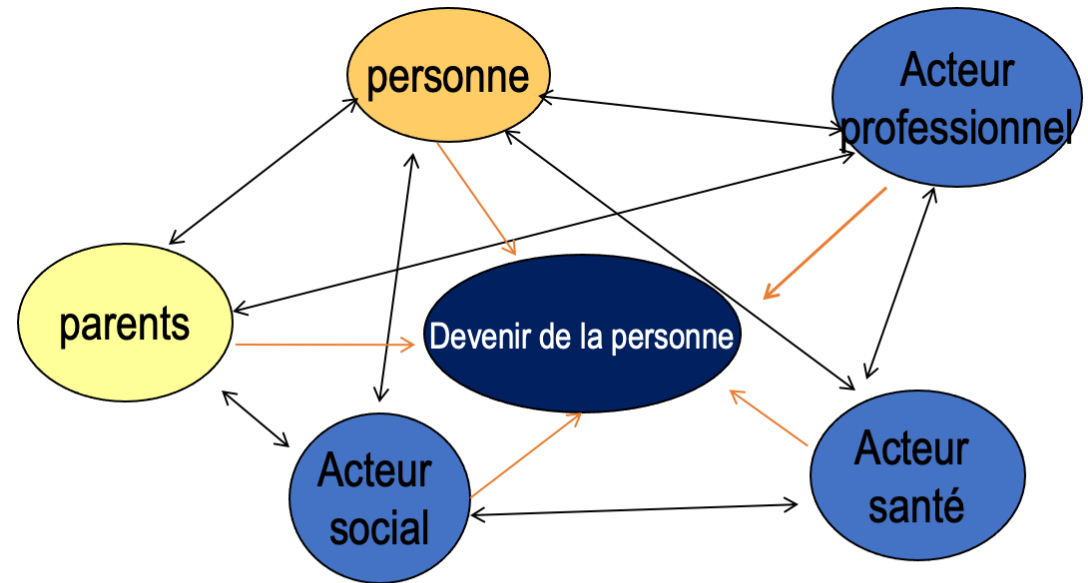 personne
Acteur
professionnel
parents
Devenir de la personne
Acteur
social
Acteur
santé